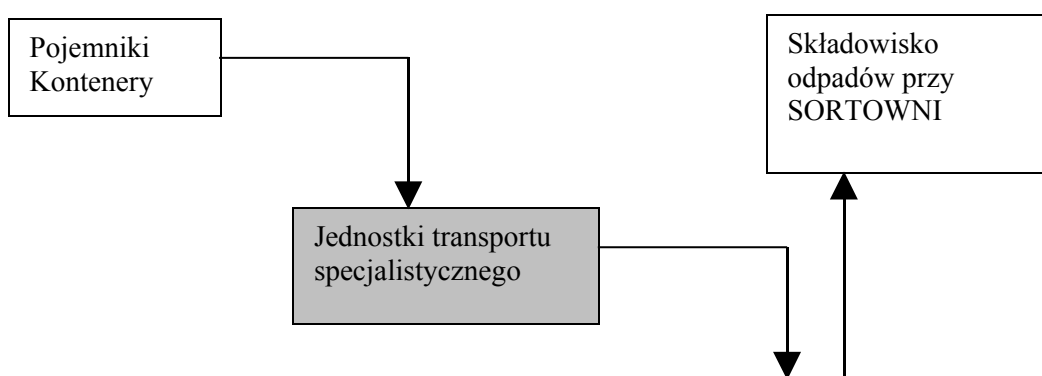 Pojemniki
Kontenery
Składowisko
odpadów przy
SORTOWNI
Jednostki transportu
specjalistycznego